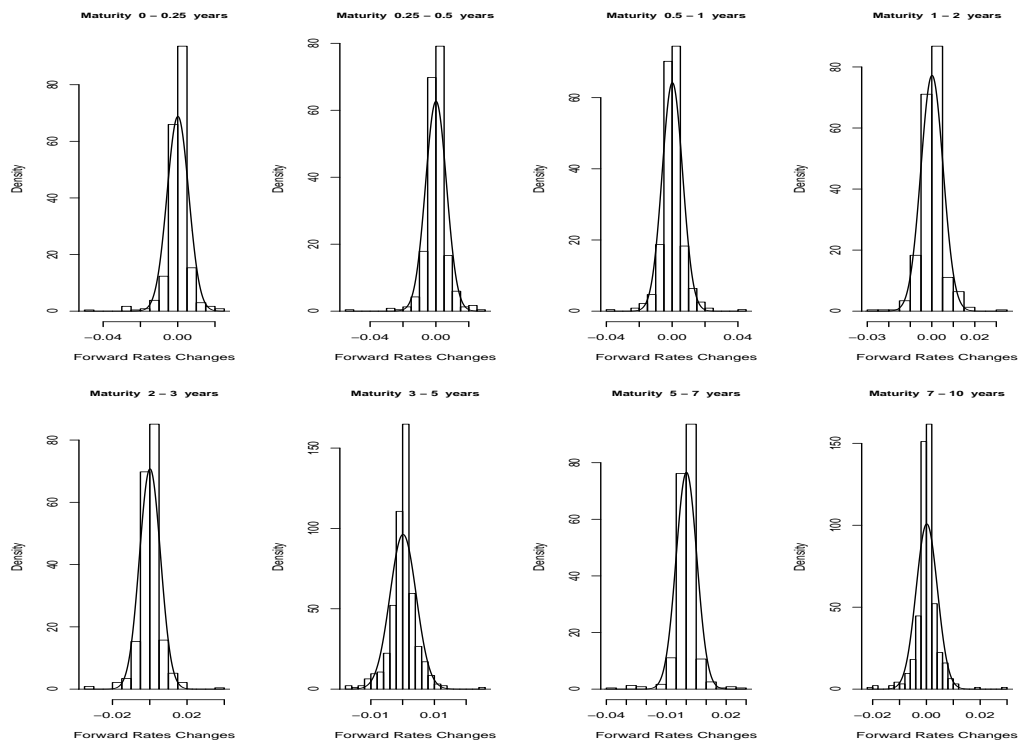 Maturity 0 – 0.25 years
Density
0 20 40 60 80
−0.04 0.00
Forward Rates Changes
Maturity 0.25 – 0.5 years
Density
0 20 40 60 80
−0.04 0.00
Forward Rates Changes
Maturity 0.5 – 1 years
Density
0 20 40 60
−0.04 0.00 0.04
Forward Rates Changes
Maturity 1 – 2 years
Density
0 20 40 60 80
−0.03 0.00 0.02
Forward Rates Changes
Maturity 2 – 3 years
Density
0 20 40 60 80
−0.02 0.02
Forward Rates Changes
Maturity 3 – 5 years
Density
0 50 100 150
−0.01 0.01
Forward Rates Changes
Maturity 5 – 7 years
Density
0 20 40 60 80
−0.04 −0.01 0.02
Forward Rates Changes
Maturity 7 – 10 years
Density
0 50 100 150
−0.02 0.00 0.02
Forward Rates Changes